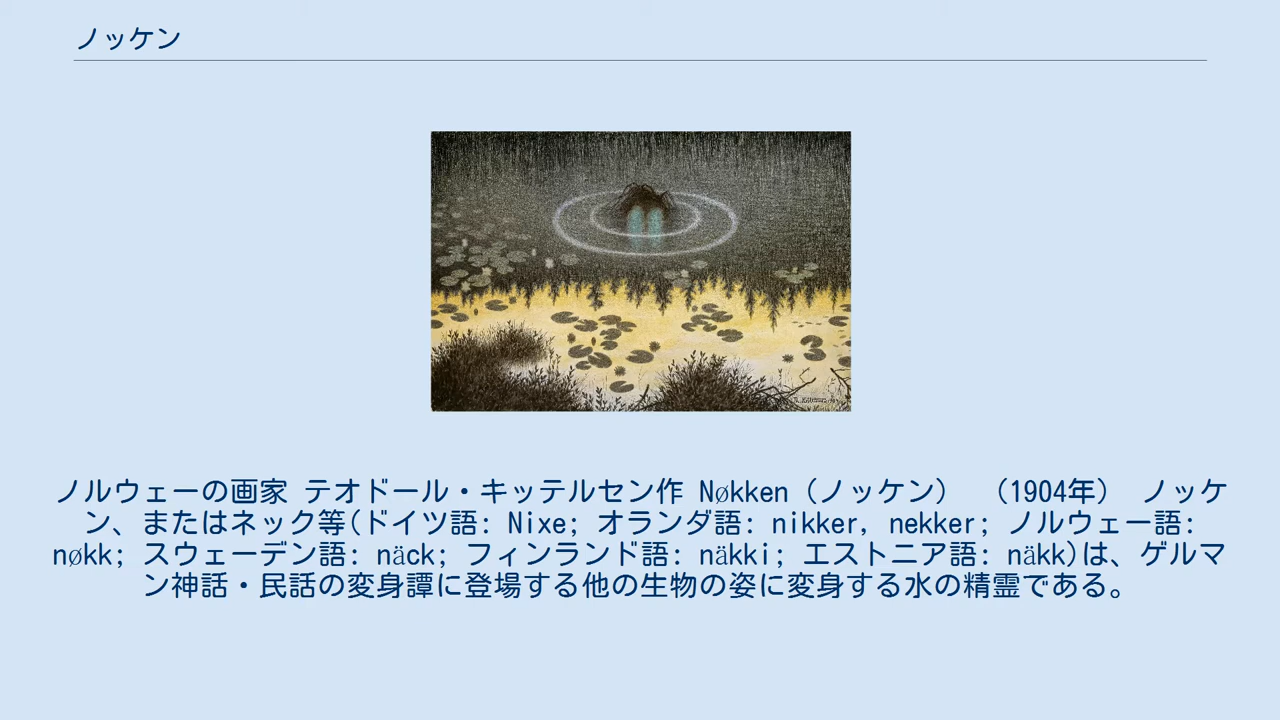 ノッケン
ノルウェーの画家 テオドール・キッテルセン作 Nøkken（ノッケン） （1904年） ノッケ
ン、またはネック等(ドイツ語: Nixe; オランダ語: nikker, nekker; ノルウェー語:
nøkk; スウェーデン語: näck; フィンランド語: näkki; エストニア語: näkk)は、ゲルマ
ン神話・民話の変身譚に登場する他の生物の姿に変身する水の精霊である。